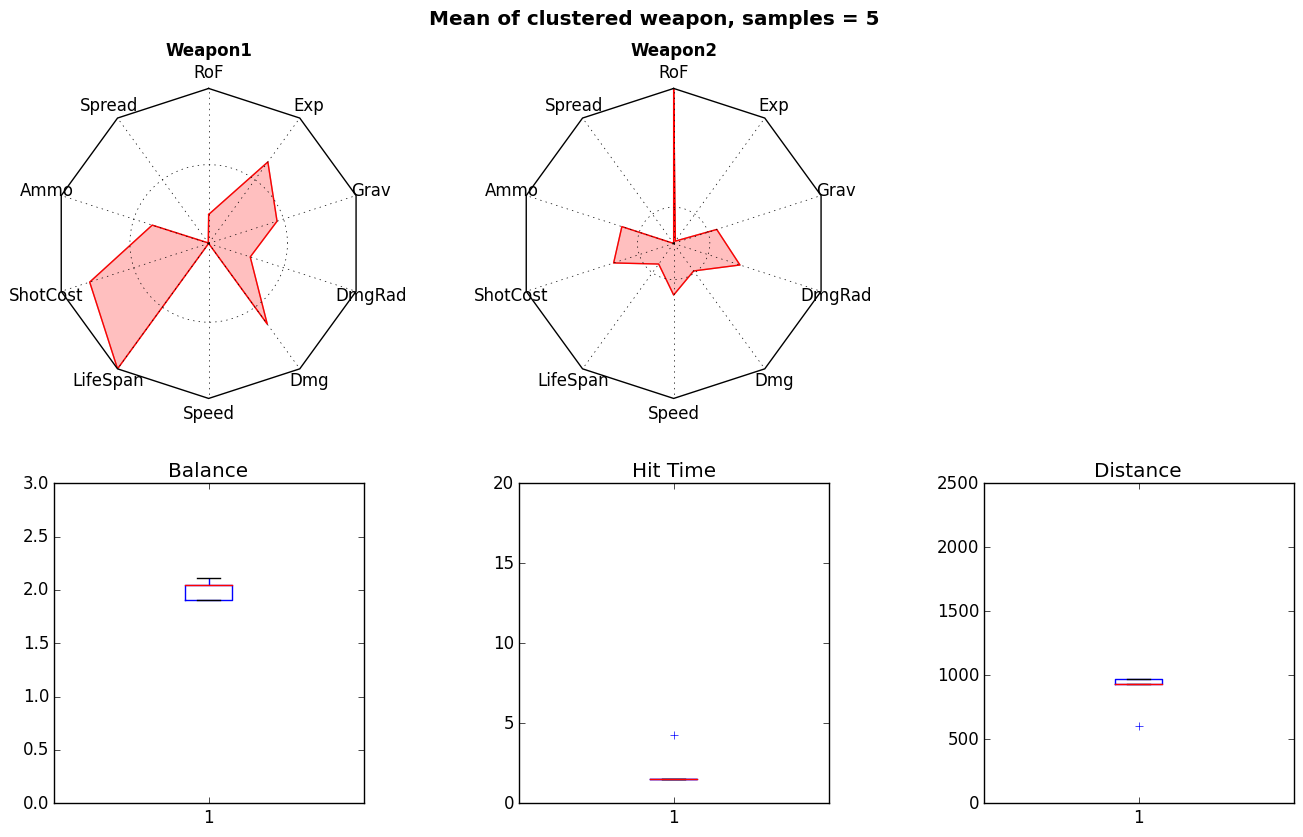 Mean of clustered weapon, samples = 5
Weapon1
RoF
Spread
Exp
Ammo
Grav
ShotCost
DmgRad
LifeSpan
Dmg
Speed
Weapon2
RoF
Spread
Exp
Ammo
Grav
ShotCost
DmgRad
LifeSpan
Dmg
Speed
Balance
3.0
2.5
2.0
1.5
1.0
0.5
0.0
1
Hit Time
20
15
10
5
0
1
Distance
2500
2000
1500
1000
500
0
1